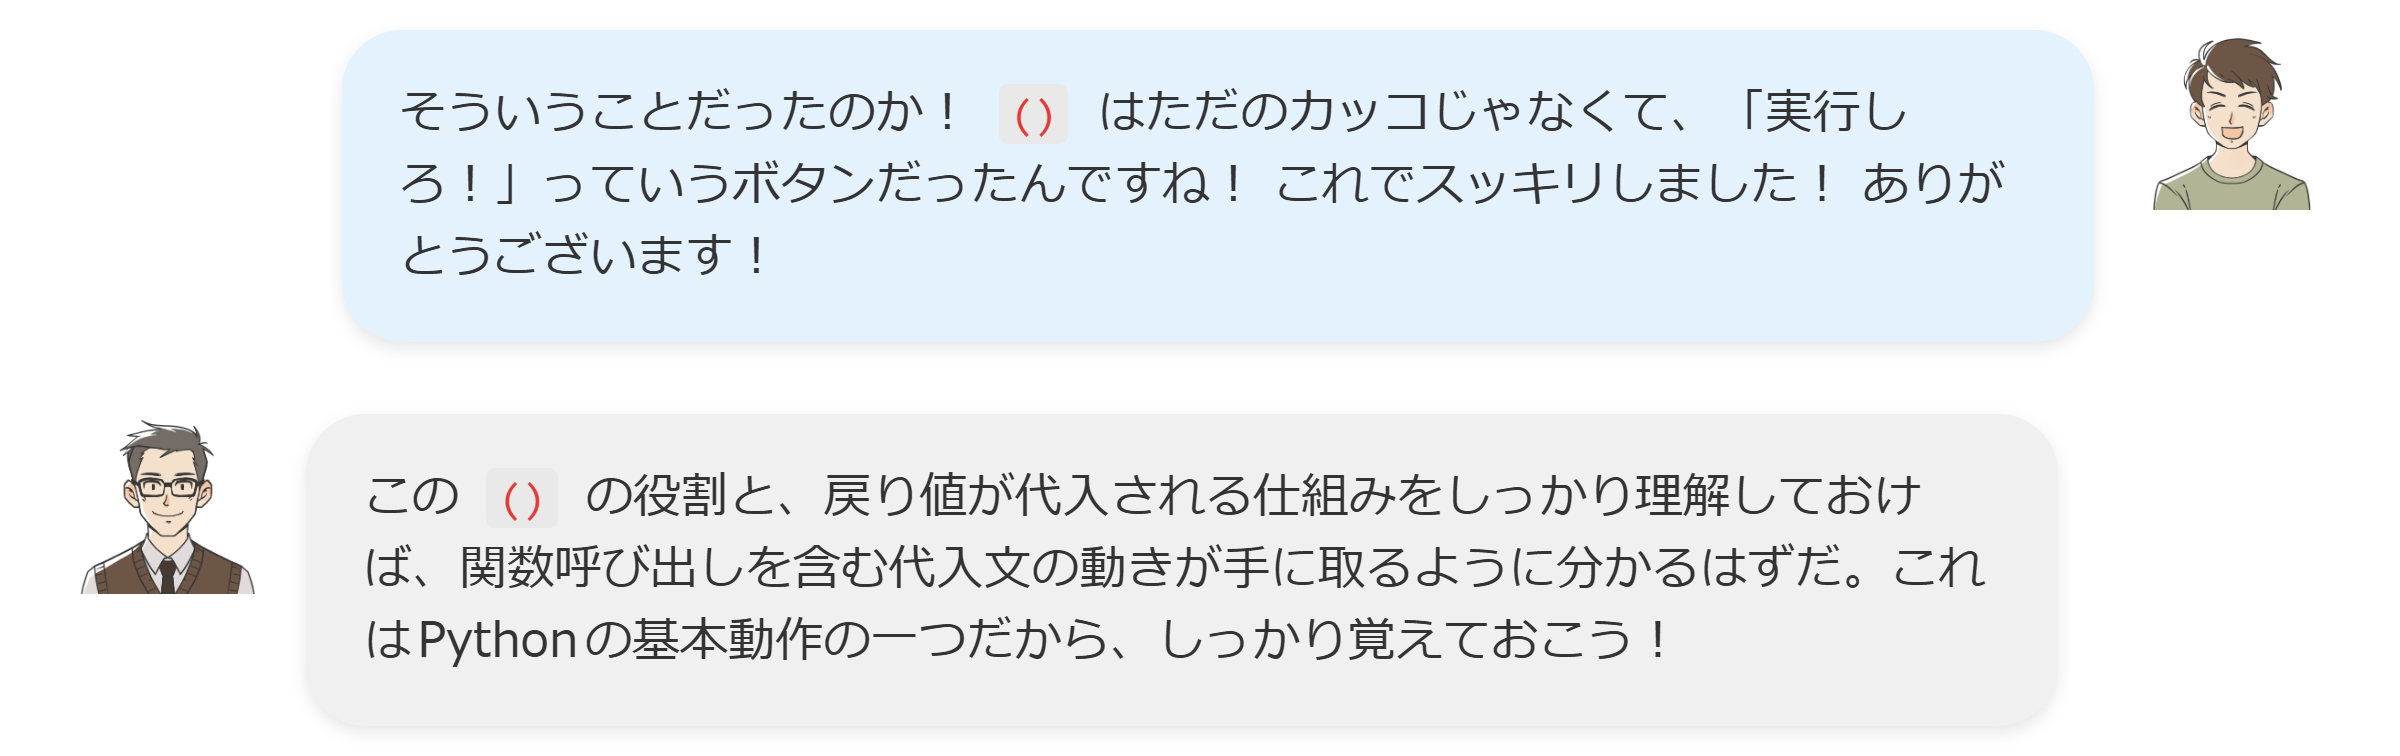 そういうことだったのか！ () はただのカッコじゃなくて、「実行し
ろ！」っていうボタンだったんですね！ これでスッキリしました！ ありが
とうございます！
この () の役割と、戻り値が代入される仕組みをしっかり理解しておけ
ば、関数呼び出しを含む代入文の動きが手に取るように分かるはずだ。これ
はPythonの基本動作の一つだから、しっかり覚えておこう！